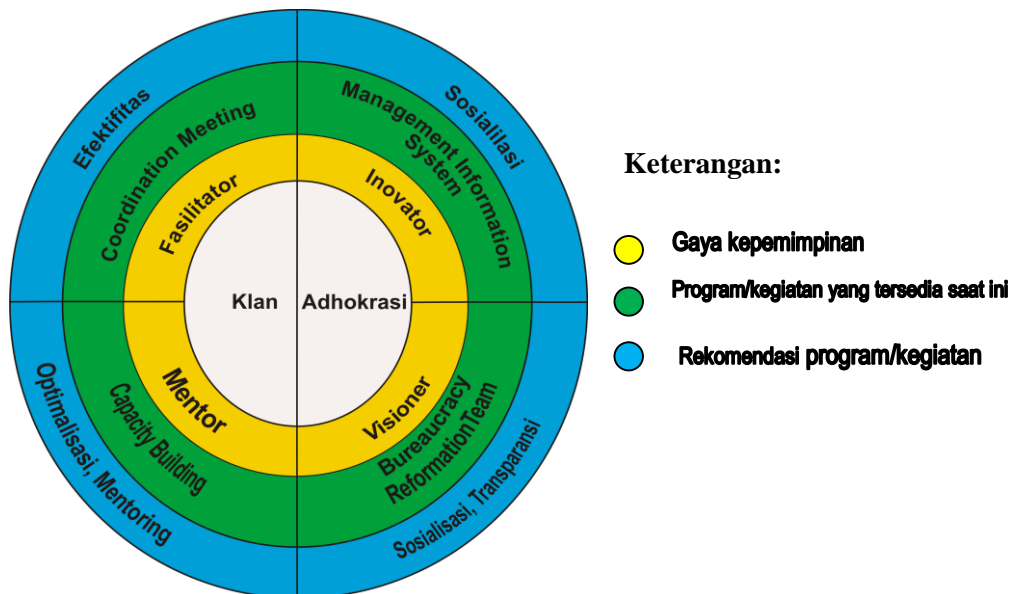 Efektifitas
Coordination Meeting
Fasilitator
Sosialilasi
Management Information
System
Inovator
Klan
Adhokrasi
Mentor
Capacity Building
Optimalisasi, Mentoring
Visioner
Bureaucracy
ReformationTeam
Sosialisasi, Transparansi
Keterangan:
Gaya kepemimpinan
Program/kegiatan yang tersedia saat ini
Rekomendasi program/kegiatan